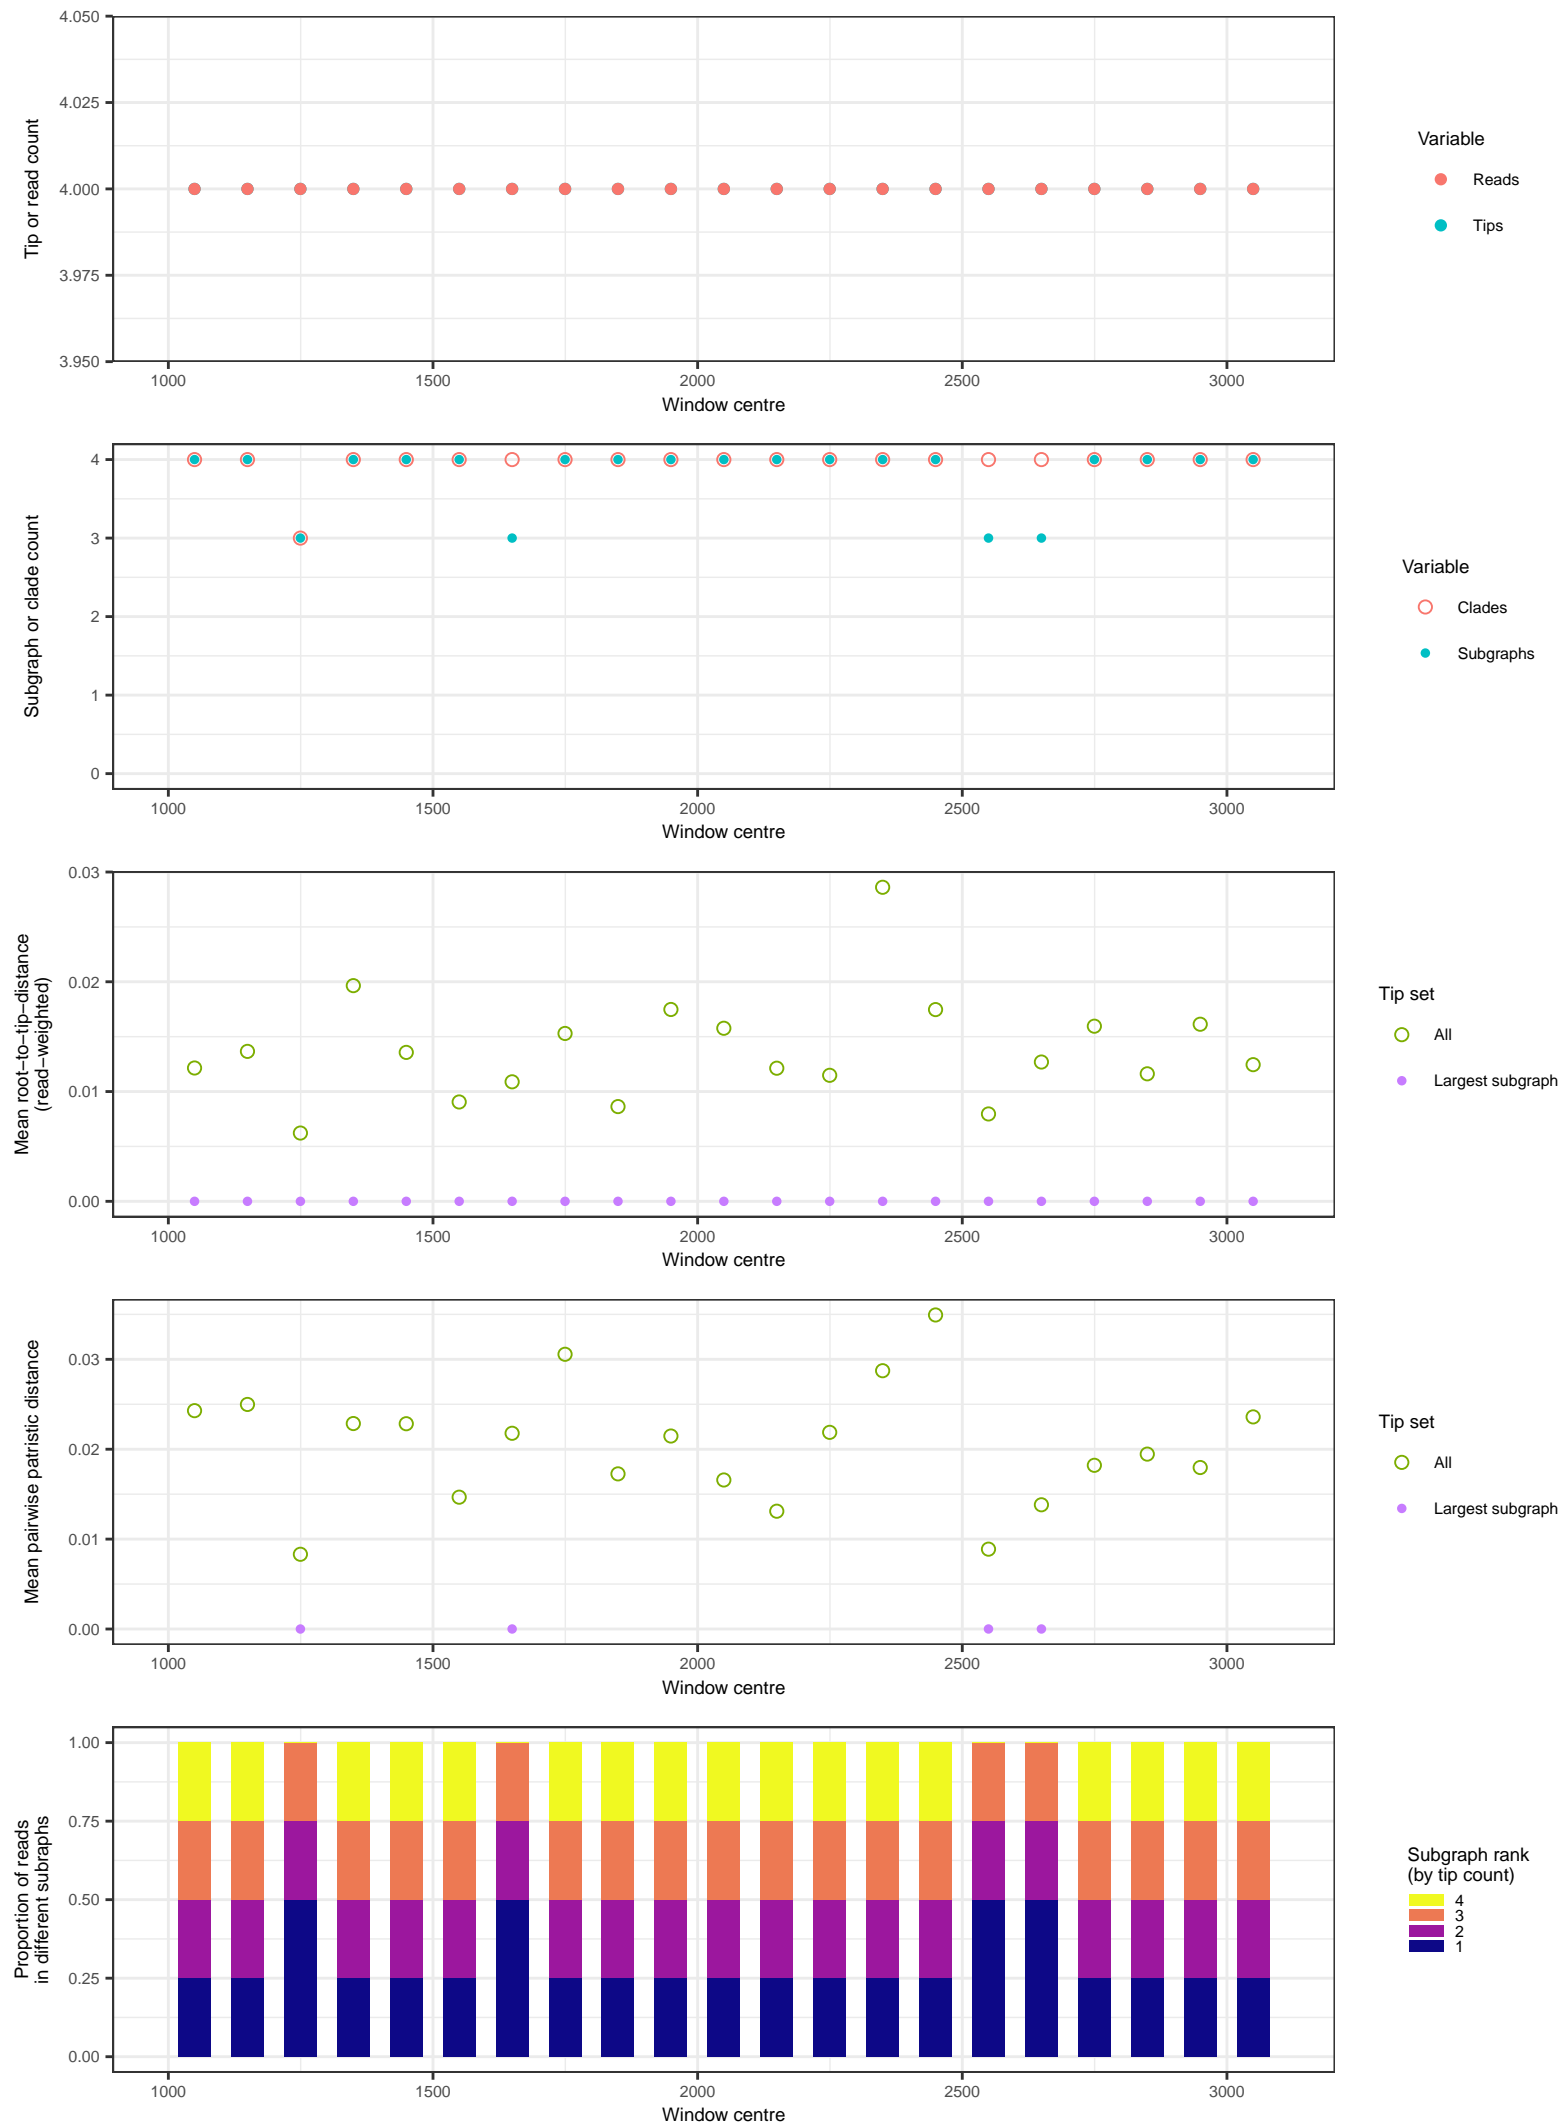 4.050
4.025
4.000
3.975
3.950
Tip or read count
1000 1500 2000 2500 3000
Window centre
Variable
Reads
Tips
4
3
2
1
0
Subgraph or clade count
1000 1500 2000 2500 3000
Window centre
Variable
Clades
Subgraphs
0.03
0.02
0.01
0.00
Mean root−to−tip−distance
(read−weighted)
1000 1500 2000 2500 3000
Window centre
Tip set
All
Largest subgraph
0.03
0.02
0.01
0.00
Mean pairwise patristic distance
1000 1500 2000 2500 3000
Window centre
Tip set
All
Largest subgraph
1.00
0.75
0.50
0.25
0.00
Proportion of reads
in different subraphs
1000 1500 2000 2500 3000
Window centre
Subgraph rank
(by tip count)
4
3
2
1